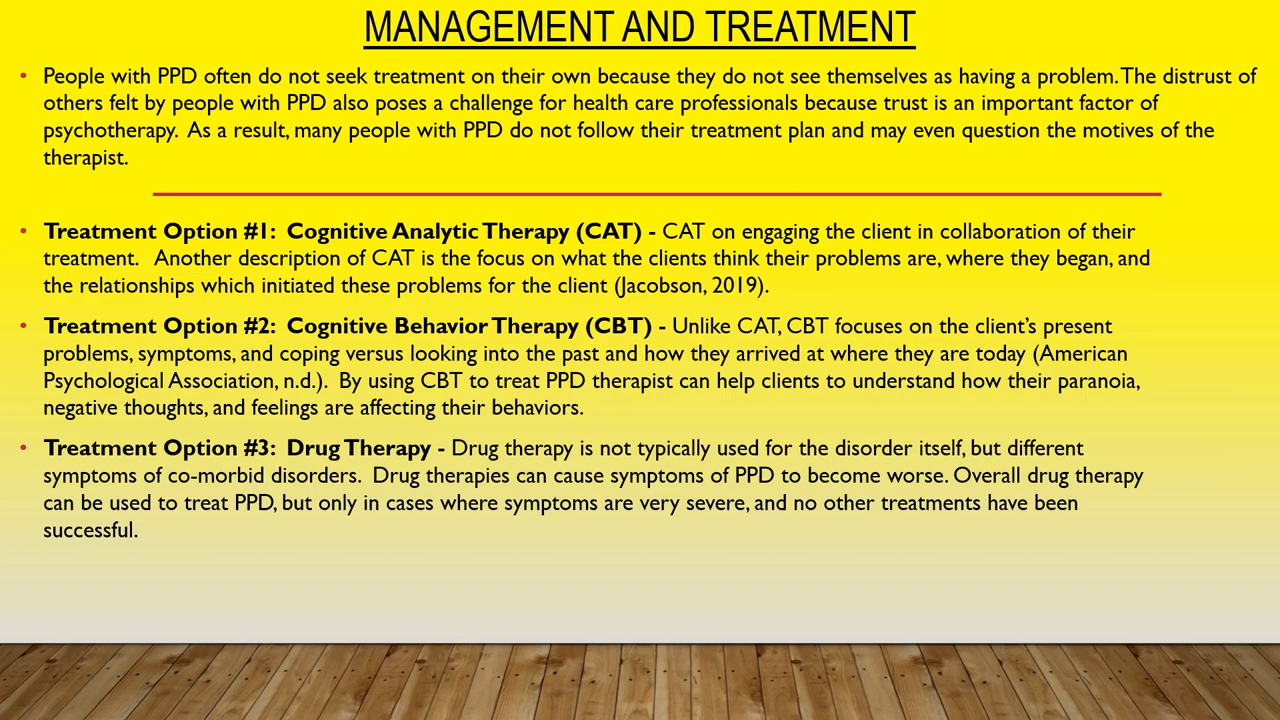 MANAGEMENT AND TREATMENT
• People with PPD often do not seek treatment on their own because they do not see themselves as having a problem. The distrust of
others felt by people with PPD also poses a challenge for health care professionals because trust is an important factor of
psychotherapy.  As a result, many people with PPD do not follow their treatment plan and may even question the motives of the
therapist.
• Treatment Option #1:  Cognitive Analytic Therapy (CAT) - CAT on engaging the client in collaboration of their
treatment.   Another description of CAT is the focus on what the clients think their problems are, where they began, and
the relationships which initiated these problems for the client (Jacobson, 2019).
• Treatment Option #2:  Cognitive Behavior Therapy (CBT) - Unlike CAT, CBT focuses on the client’s present
problems, symptoms, and coping versus looking into the past and how they arrived at where they are today (American
Psychological Association, n.d.).  By using CBT to treat PPD therapist can help clients to understand how their paranoia,
negative thoughts, and feelings are affecting their behaviors.
• Treatment Option #3:  Drug Therapy - Drug therapy is not typically used for the disorder itself, but different
symptoms of co-morbid disorders.  Drug therapies can cause symptoms of PPD to become worse. Overall drug therapy
can be used to treat PPD, but only in cases where symptoms are very severe, and no other treatments have been
successful.